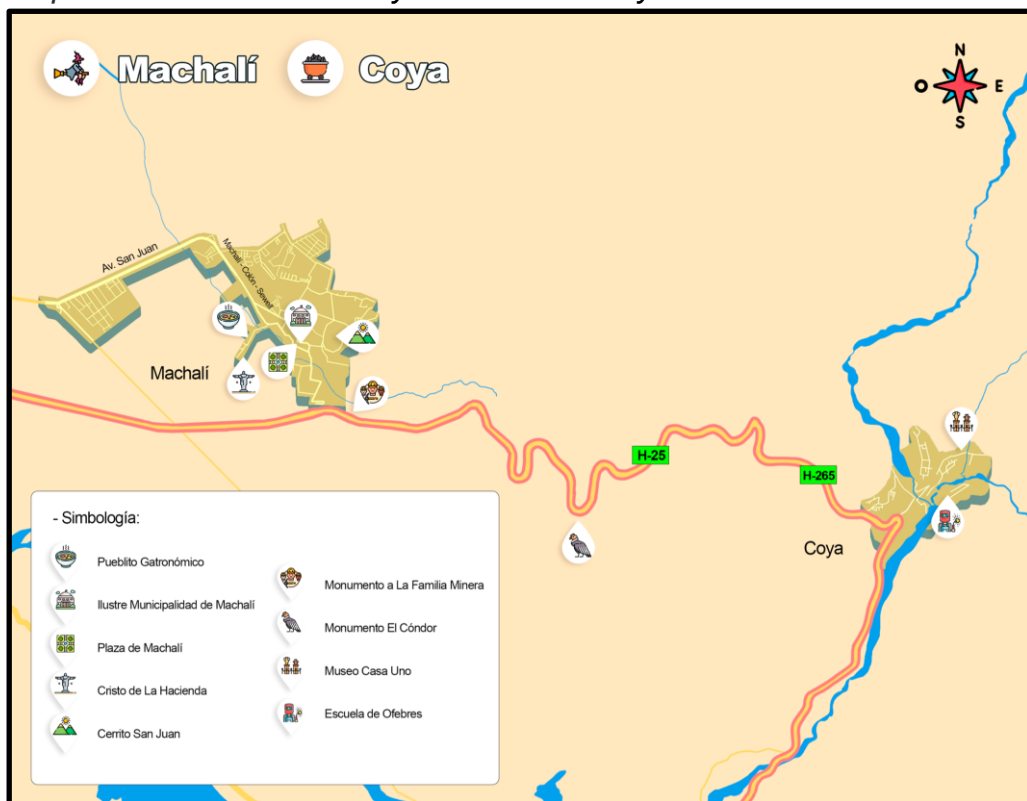 Machalí
Coya
N
O
E
S
Av. San Juan
Machalí - Colón - Sewell
Machalí
H-25
H-265
Coya
- Simbología:
Pueblito Gatronómico
Ilustre Municipalidad de Machalí
Plaza de Machalí
Cristo de La Hacienda
Cerrito San Juan
Monumento a La Familia Minera
Monumento El Cóndor
Museo Casa Uno
Escuela de Ofebres